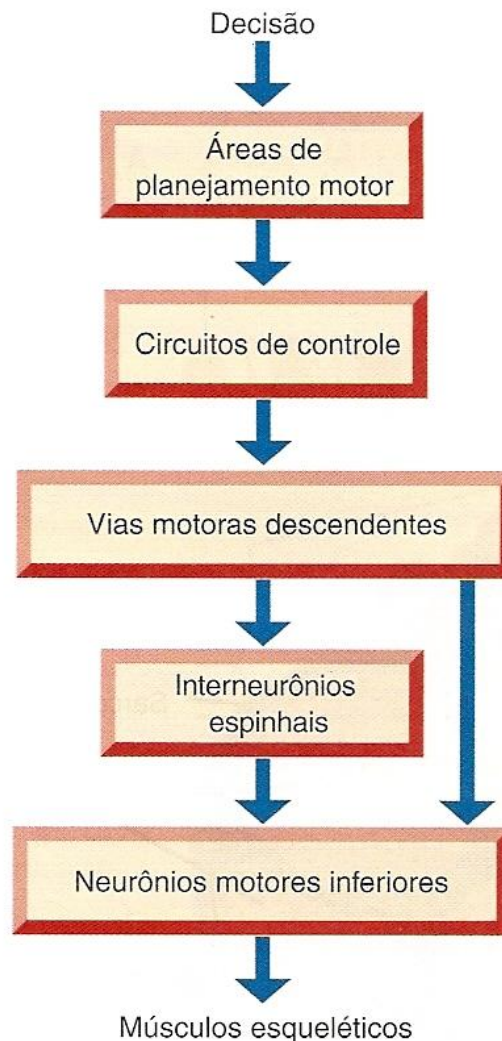 Decisão
Áreas de
planejamento motor
Circuitos de controle
Vias motoras descendentes
Interneurônios
espinhais
Neurônios motores inferiores
Músculos esqueléticos